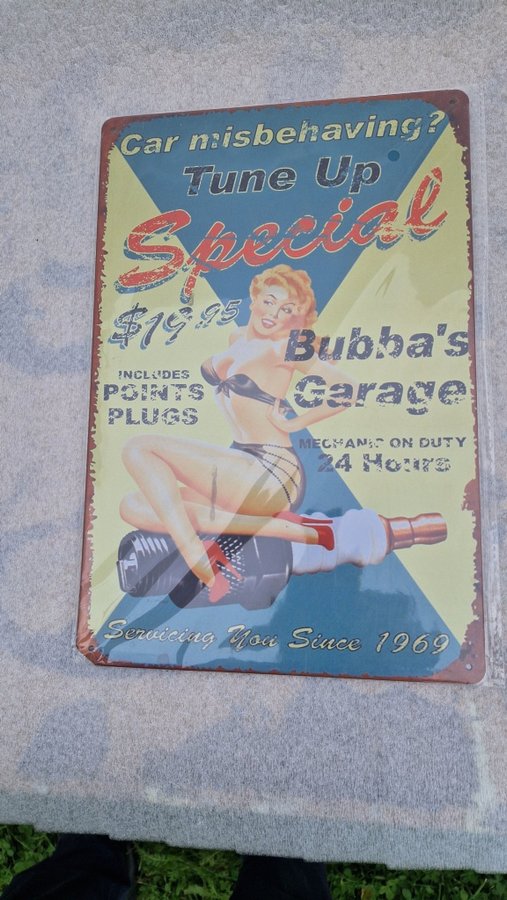 Car misbehaving?
Tune Up
Special
$19.95
Bubba's
Garage
INCLUDES
POINTS
PLUGS
MECHANIC ON DUTY
24 Hours
Servicing You Since 1969